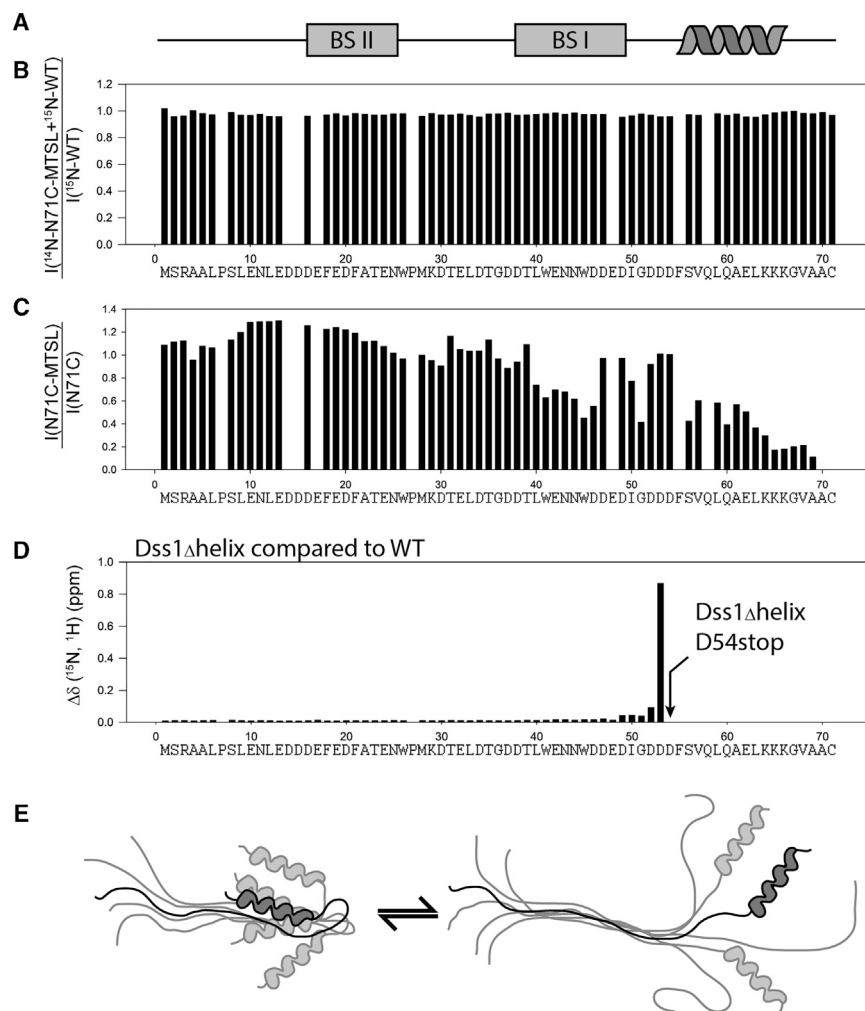 A
BS II
BS I
B
I(¹⁴N-N71C-MTSL+¹⁵N-WT)
I(¹⁵N-WT)
1.2
1.0
0.8
0.6
0.4
0.2
0.0
0 10 20 30 40 50 60 70
MSRAALPSLENLEDDDEFEDFATENWPMKDTELDTGDDTLWENNWDDEDIGDDDFSVQLQAELKKKGVAAC
C
I(N71C-MTSL)
I(N71C)
1.4
1.2
1.0
0.8
0.6
0.4
0.2
0.0
0 10 20 30 40 50 60 70
MSRAALPSLENLEDDDEFEDFATENWPMKDTELDTGDDTLWENNWDDEDIGDDDFSVQLQAELKKKGVAAC
D
Dss1Δhelix compared to WT
Δδ (¹⁵N, ¹H) (ppm)
1.0
0.8
0.6
0.4
0.2
0.0
Dss1Δhelix
D54stop
0 10 20 30 40 50 60 70
MSRAALPSLENLEDDDEFEDFATENWPMKDTELDTGDDTLWENNWDDEDIGDDDFSVQLQAELKKKGVAAC
E